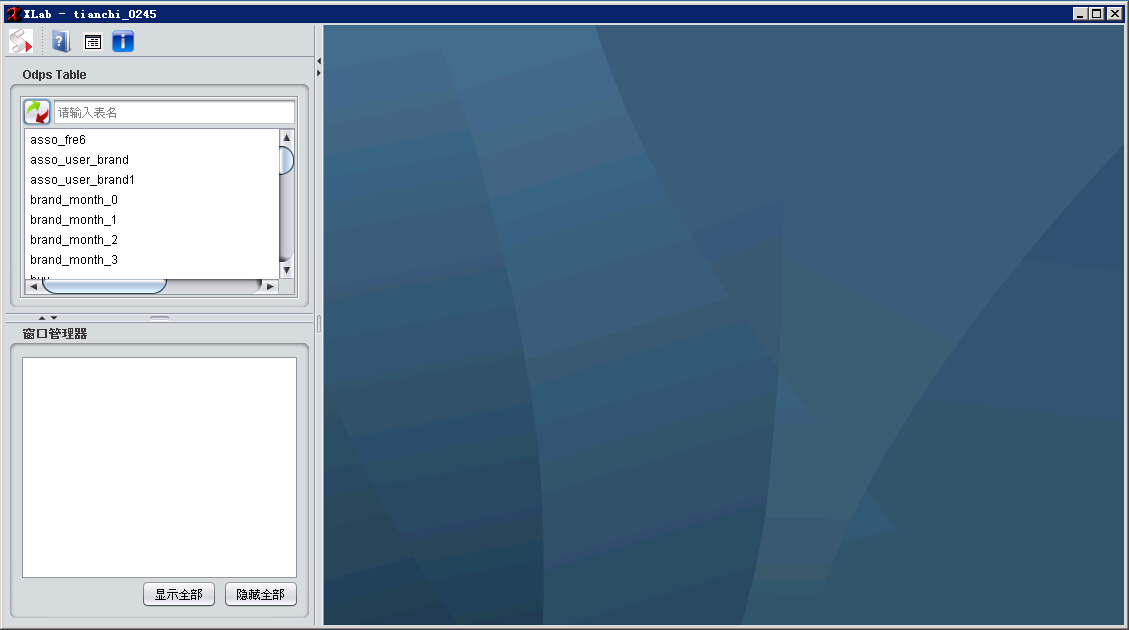 XLab - tianchi_0245
Odps Table
请输入表名
asso_fre6
asso_user_brand
asso_user_brand1
brand_month_0
brand_month_1
brand_month_2
brand_month_3
窗口管理器
显示全部
隐藏全部